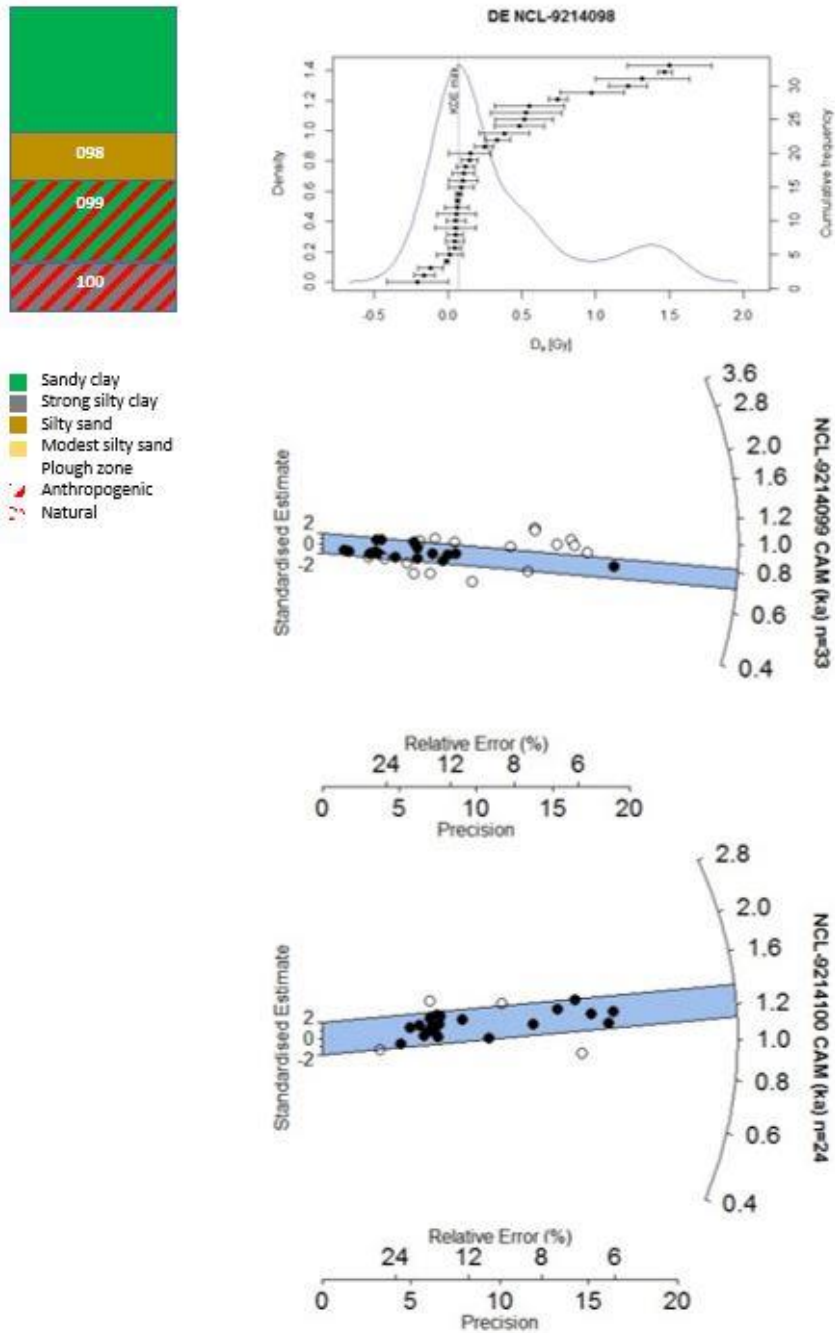 098
099
100
Sandy clay
Strong silty clay
Silty sand
Modest silty sand
Plough zone
Anthropogenic
Natural
DE NCL-9214098
Density
0.0 0.2 0.4 0.6 0.8 1.0 1.2 1.4
KDE max
Cumulative frequency
0 5 10 15 20 25 30
-0.5 0.0 0.5 1.0 1.5 2.0
De [Gy]
Standardised Estimate
2
0
-2
3.6
2.8
2.0
1.6
1.2
1.0
0.8
0.6
0.4
NCL-9214099 CAM (ka) n=33
Relative Error (%)
24 12 8 6
0 5 10 15 20
Precision
Standardised Estimate
2
0
-2
2.8
2.0
1.6
1.2
1.0
0.8
0.6
0.4
NCL-9214100 CAM (ka) n=24
Relative Error (%)
24 12 8 6
0 5 10 15 20
Precision